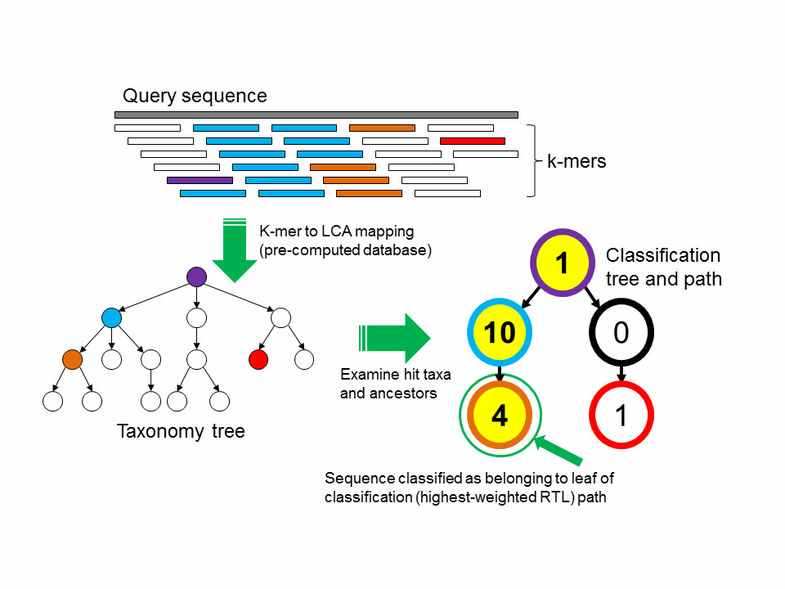 Query sequence
k-mers
K-mer to LCA mapping
(pre-computed database)
1
Classification
tree and path
10
0
Examine hit taxa
and ancestors
4
1
Taxonomy tree
Sequence classified as belonging to leaf of
classification (highest-weighted RTL) path